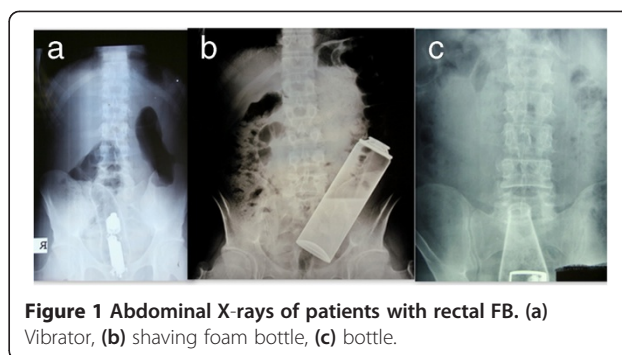 a
b
c
R
Figure 1 Abdominal X-rays of patients with rectal FB. (a)
Vibrator, (b) shaving foam bottle, (c) bottle.